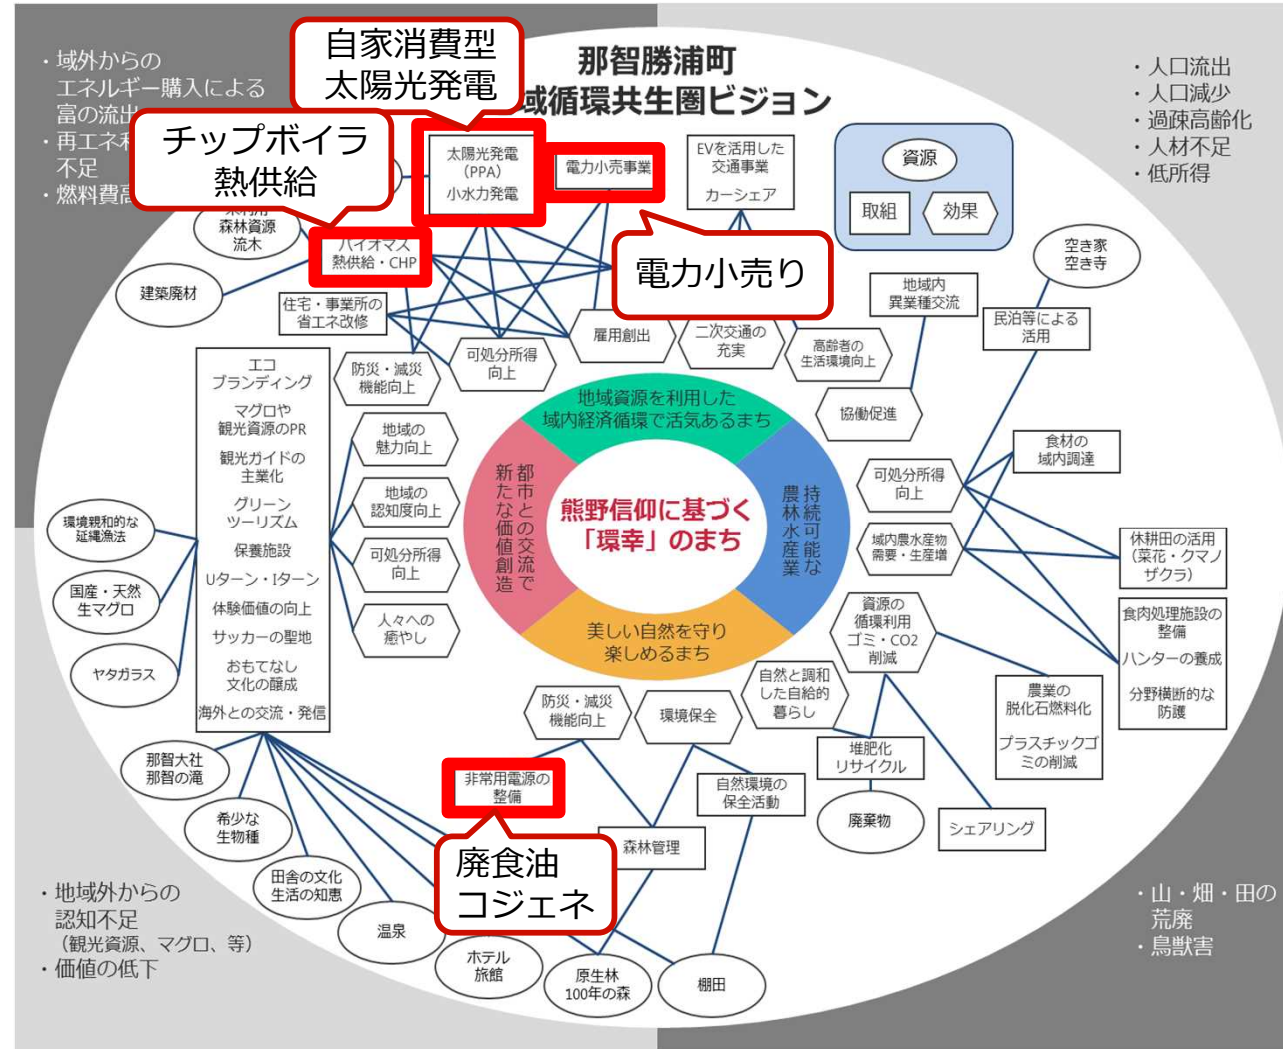 那智勝浦町
域循環共生圏ビジョン
・域外からの
エネルギー購入による
富の流出
・再エネ
不足
・燃料費高
自家消費型
太陽光発電
チップボイラ
熱供給
太陽光発電
（PPA）
小水力発電
電力小売事業
電力小売り
EVを活用した
交通事業
カーシェア
資源
取組
効果
・人口流出
・人口減少
・過疎高齢化
・人材不足
・低所得
森林資源
流木
バイオマス
熱供給・CHP
建築廃材
住宅・事業所の
省エネ改修
防災・減災
機能向上
可処分所得
向上
雇用創出
二次交通の
充実
高齢者の
生活環境向上
地域内
異業種交流
協働促進
空き家
空き寺
民泊等による
活用
エコ
ブランディング
マグロや
観光資源のPR
観光ガイドの
主業化
グリーン
ツーリズム
保養施設
Uターン・Iターン
体験価値の向上
サッカーの聖地
おもてなし
文化の醸成
海外との交流・発信
地域の
魅力向上
地域の
認知度向上
可処分所得
向上
人々への
癒やし
環境親和的な
延縄漁法
国産・天然
生マグロ
ヤタガラス
地域資源を利用した
域内経済循環で活気あるまち
都市との交流で
新たな価値創造
熊野信仰に基づく
「環幸」のまち
持続可能な
農林水産業
美しい自然を守り
楽しめるまち
可処分所得
向上
域内農水産物
需要・生産増
食材の
域内調達
休耕田の活用
（菜花・クマノ
ザクラ）
食肉処理施設の
整備
ハンターの養成
分野横断的な
防護
資源の
循環利用
ゴミ・CO2
削減
自然と調和
した自給的
暮らし
農業の
脱化石燃料化
プラスチックゴ
ミの削減
堆肥化
リサイクル
廃棄物
シェアリング
防災・減災
機能向上
環境保全
非常用電源の
整備
自然環境の
保全活動
森林管理
廃食油
コジェネ
那智大社
那智の滝
希少な
生物種
田舎の文化
生活の知恵
温泉
ホテル
旅館
原生林
100年の森
棚田
・地域外からの
認知不足
（観光資源、マグロ、等）
・価値の低下
・山・畑・田の
荒廃
・鳥獣害